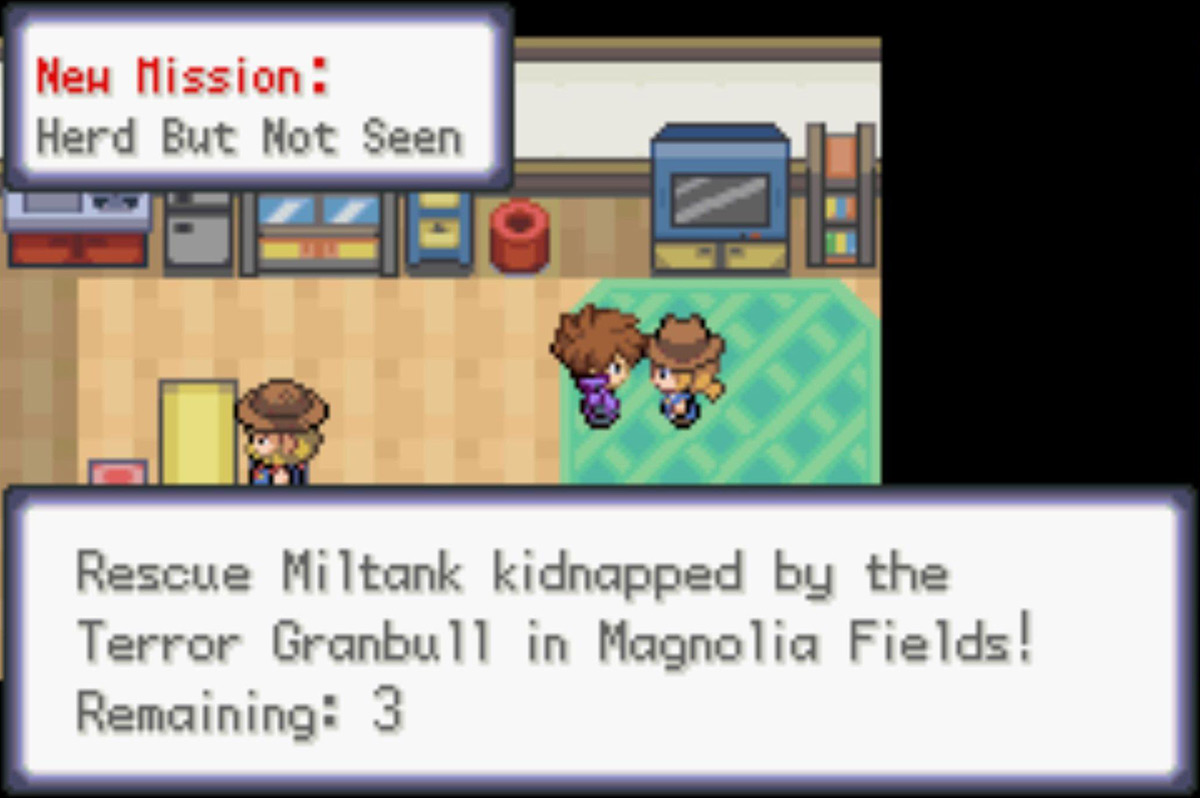 New Mission:
Herd But Not Seen
Rescue Miltank kidnapped by the
Terror Granbull in Magnolia Fields!
Remaining: 3